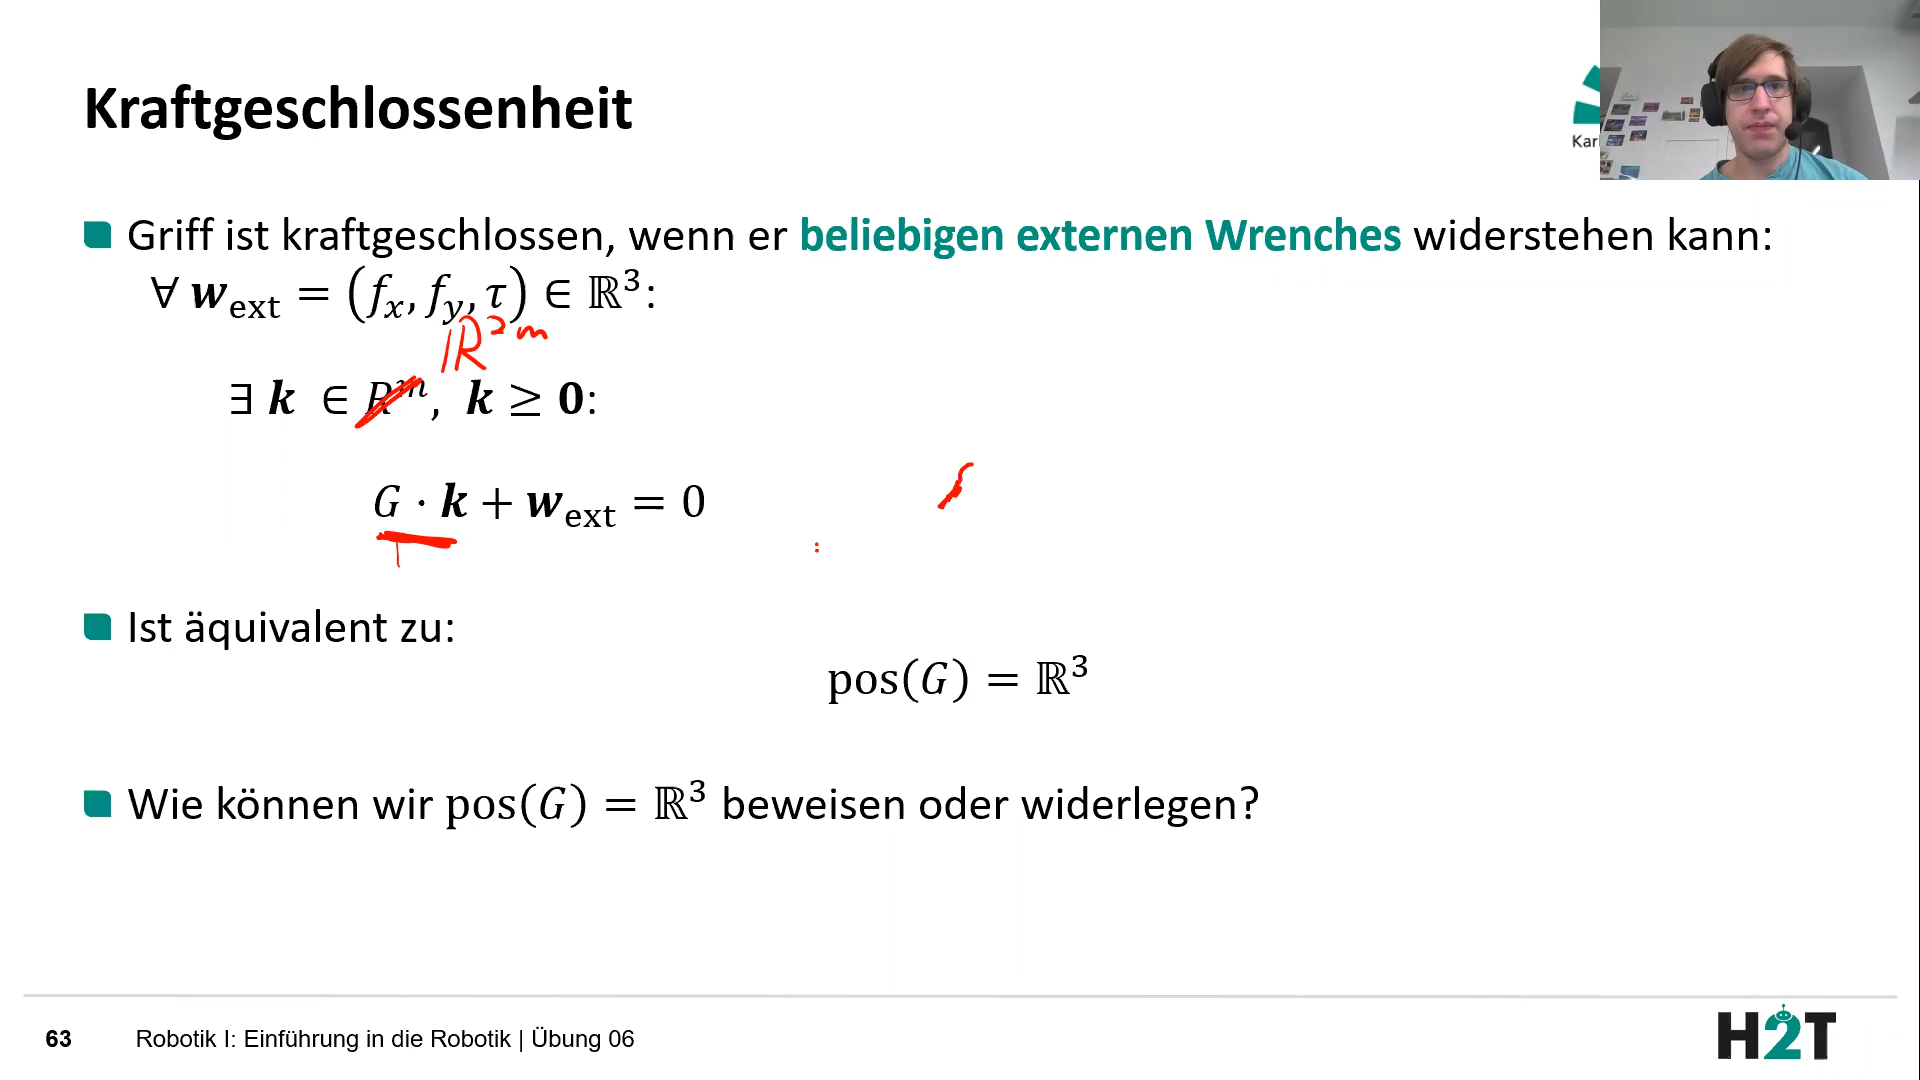 Kraftgeschlossenheit
Karl
Griff ist kraftgeschlossen, wenn er beliebigen externen Wrenches widerstehen kann:
∀ w_ext = (f_x, f_y, τ) ∈ ℝ³:
ℝ²ᵐ
∃ k ∈ Rᵐ, k ≥ 0:
G · k + w_ext = 0
Ist äquivalent zu:
pos(G) = ℝ³
Wie können wir pos(G) = ℝ³ beweisen oder widerlegen?
63 Robotik I: Einführung in die Robotik | Übung 06
H2T